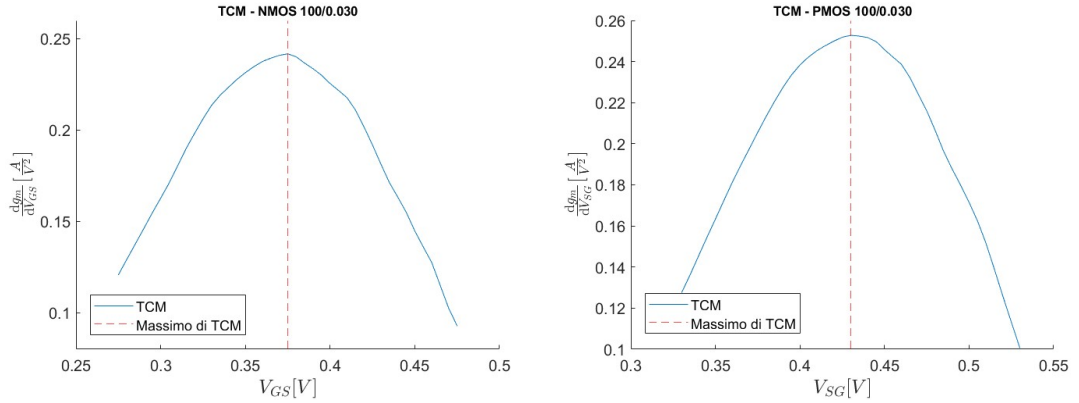 TCM - NMOS 100/0.030
0.25
0.2
0.15
0.1
0.25
0.3
0.35
0.4
0.45
0.5
dg_m/dV_GS [A/V²]
V_GS[V]
TCM
Massimo di TCM
TCM - PMOS 100/0.030
0.26
0.24
0.22
0.2
0.18
0.16
0.14
0.12
0.1
0.3
0.35
0.4
0.45
0.5
0.55
dg_m/dV_SG [A/V²]
V_SG[V]
TCM
Massimo di TCM